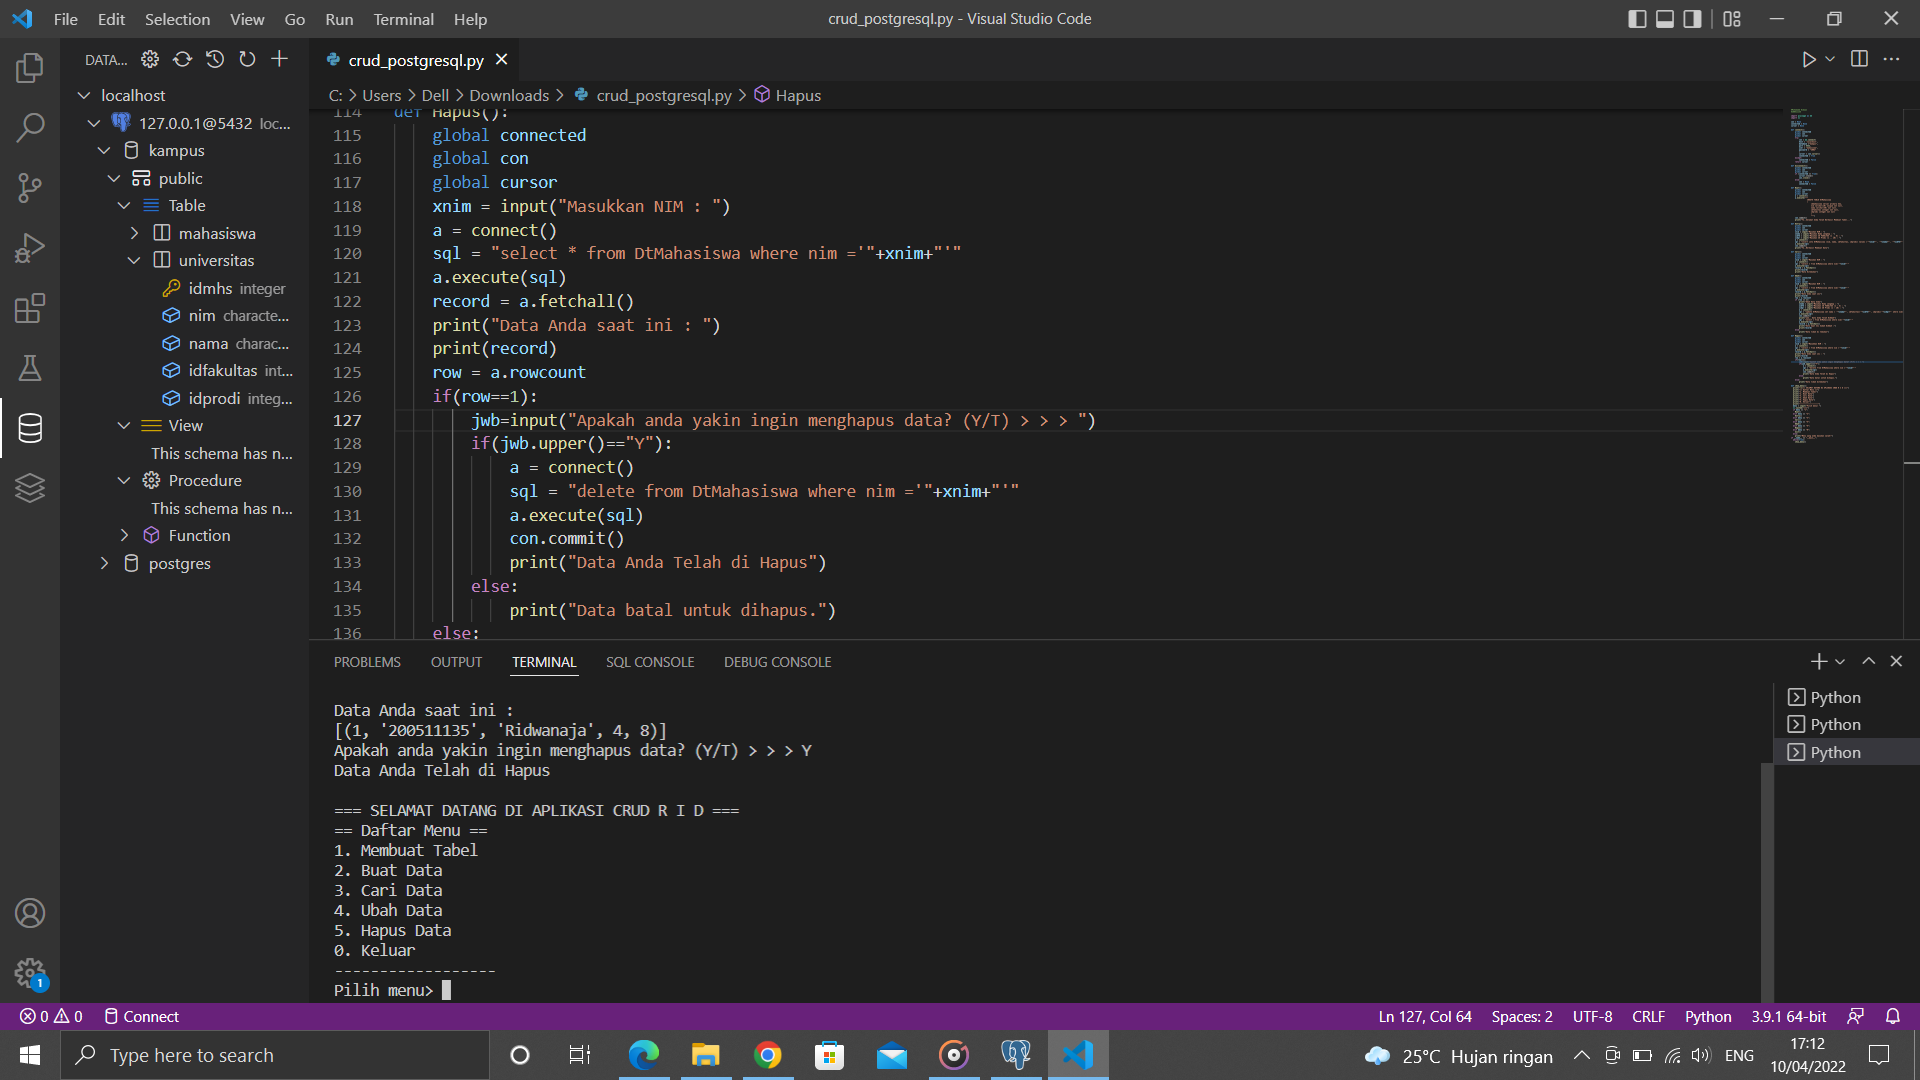 File Edit Selection View Go Run Terminal Help
crud_postgresql.py - Visual Studio Code
DATA...
localhost
127.0.0.1@5432 loc...
kampus
public
Table
mahasiswa
universitas
idmhs integer
nim characte...
nama charac...
idfakultas int...
idprodi integ...
View
This schema has n...
Procedure
This schema has n...
Function
postgres
crud_postgresql.py
C: > Users > Dell > Downloads > crud_postgresql.py > Hapus
114 def Hapus():
115 global connected
116 global con
117 global cursor
118 xnim = input("Masukkan NIM : ")
119 a = connect()
120 sql = "select * from DtMahasiswa where nim ='"+xnim+"'"
121 a.execute(sql)
122 record = a.fetchall()
123 print("Data Anda saat ini : ")
124 print(record)
125 row = a.rowcount
126 if(row==1):
127 jwb=input("Apakah anda yakin ingin menghapus data? (Y/T) > > > ")
128 if(jwb.upper()=="Y"):
129 a = connect()
130 sql = "delete from DtMahasiswa where nim ='"+xnim+"'"
131 a.execute(sql)
132 con.commit()
133 print("Data Anda Telah di Hapus")
134 else:
135 print("Data batal untuk dihapus.")
136 else:
PROBLEMS OUTPUT TERMINAL SQL CONSOLE DEBUG CONSOLE
Data Anda saat ini :
[(1, '200511135', 'Ridwanaja', 4, 8)]
Apakah anda yakin ingin menghapus data? (Y/T) > > > Y
Data Anda Telah di Hapus
=== SELAMAT DATANG DI APLIKASI CRUD R I D ===
== Daftar Menu ==
1. Membuat Tabel
2. Buat Data
3. Cari Data
4. Ubah Data
5. Hapus Data
0. Keluar
------------------
Pilih menu>
Python
Python
Python
1
0 0 Connect
Ln 127, Col 64 Spaces: 2 UTF-8 CRLF Python 3.9.1 64-bit
Type here to search
25°C Hujan ringan
ENG
17:12
10/04/2022